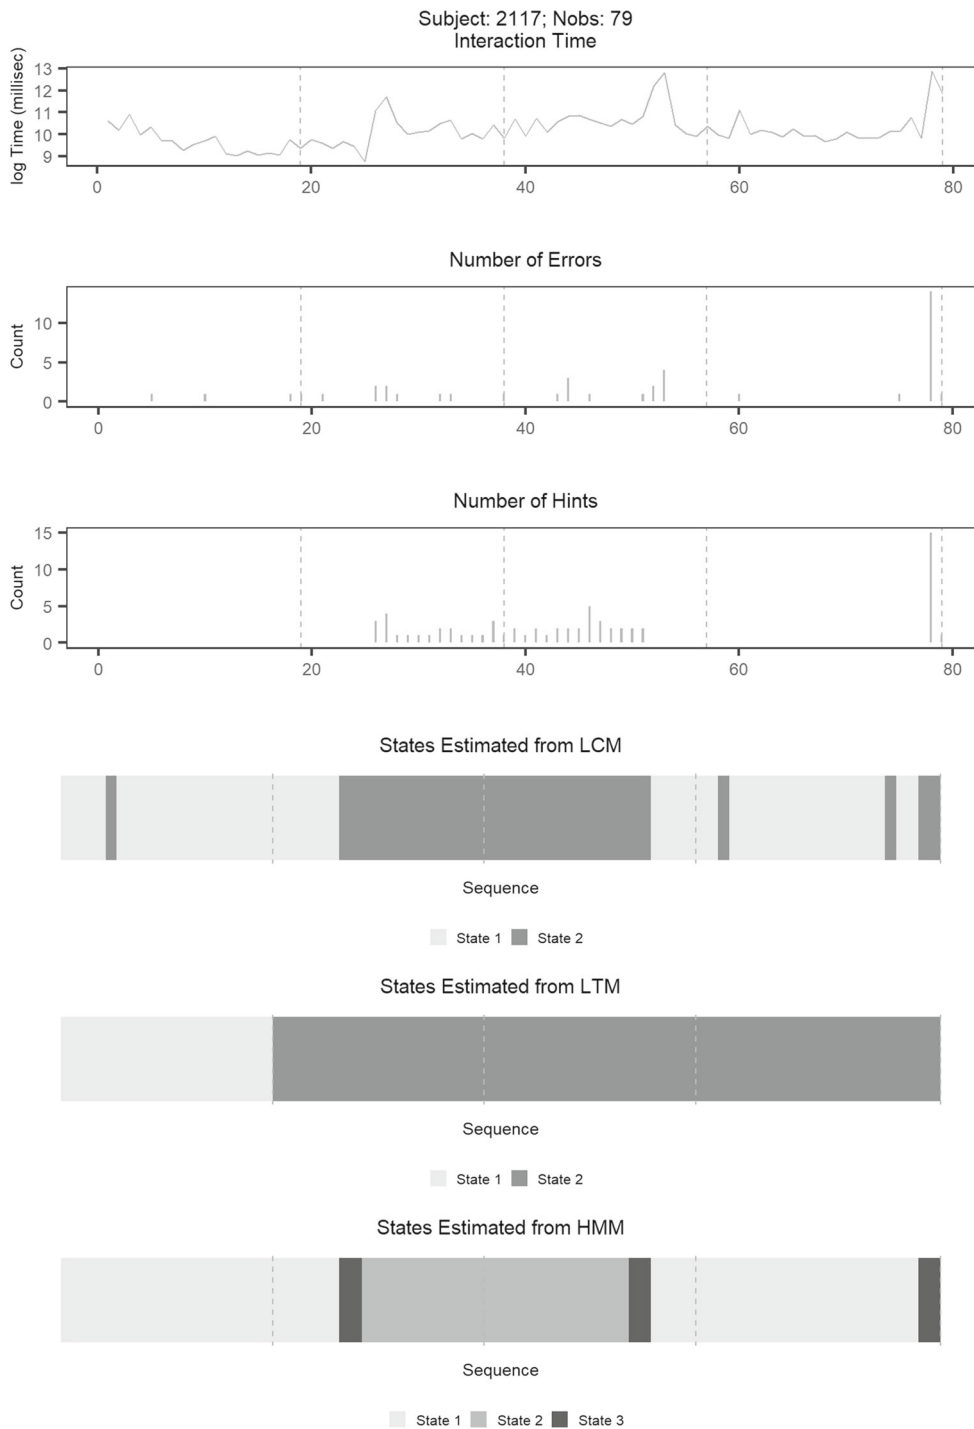 Subject: 2117; Nobs: 79
Interaction Time
log Time (millisec)
13
12
11
10
9
0 20 40 60 80
Number of Errors
Count
10
5
0
0 20 40 60 80
Number of Hints
Count
15
10
5
0
0 20 40 60 80
States Estimated from LCM
Sequence
State 1 State 2
States Estimated from LTM
Sequence
State 1 State 2
States Estimated from HMM
Sequence
State 1 State 2 State 3